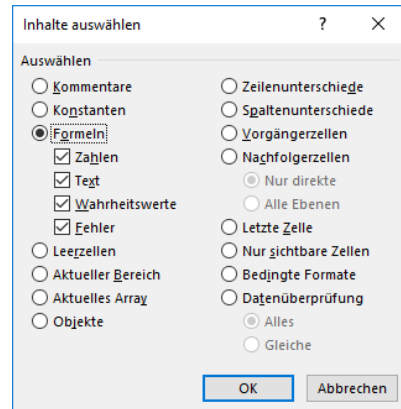 Inhalte auswählen ? ×
Auswählen
Kommentare
Konstanten
Formeln
Zahlen
Text
Wahrheitswerte
Fehler
Leerzellen
Aktueller Bereich
Aktuelles Array
Objekte
Zeilenunterschiede
Spaltenunterschiede
Vorgängerzellen
Nachfolgerzellen
Nur direkte
Alle Ebenen
Letzte Zelle
Nur sichtbare Zellen
Bedingte Formate
Datenüberprüfung
Alles
Gleiche
OK Abbrechen